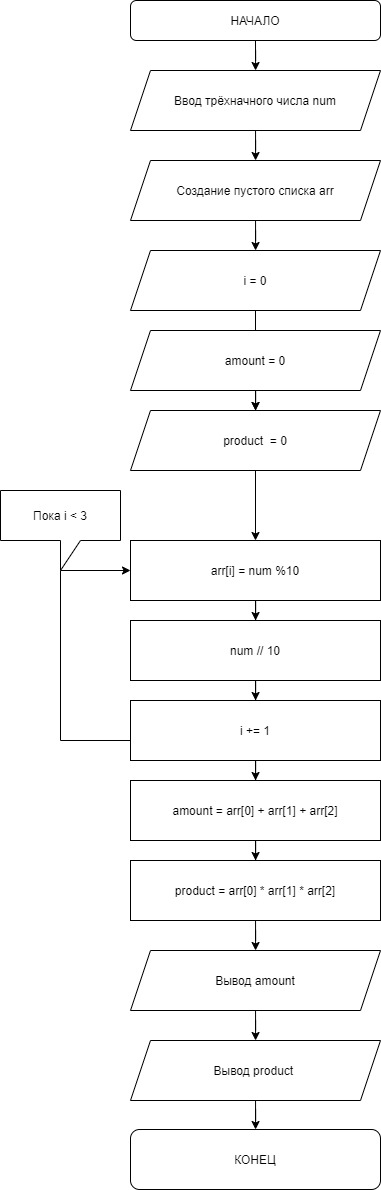 НАЧАЛО
Ввод трёхначного числа num
Создание пустого списка arr
i = 0
amount = 0
product  = 0
Пока i < 3
arr[i] = num %10
num // 10
i += 1
amount = arr[0] + arr[1] + arr[2]
product = arr[0] * arr[1] * arr[2]
Вывод amount
Вывод product
КОНЕЦ